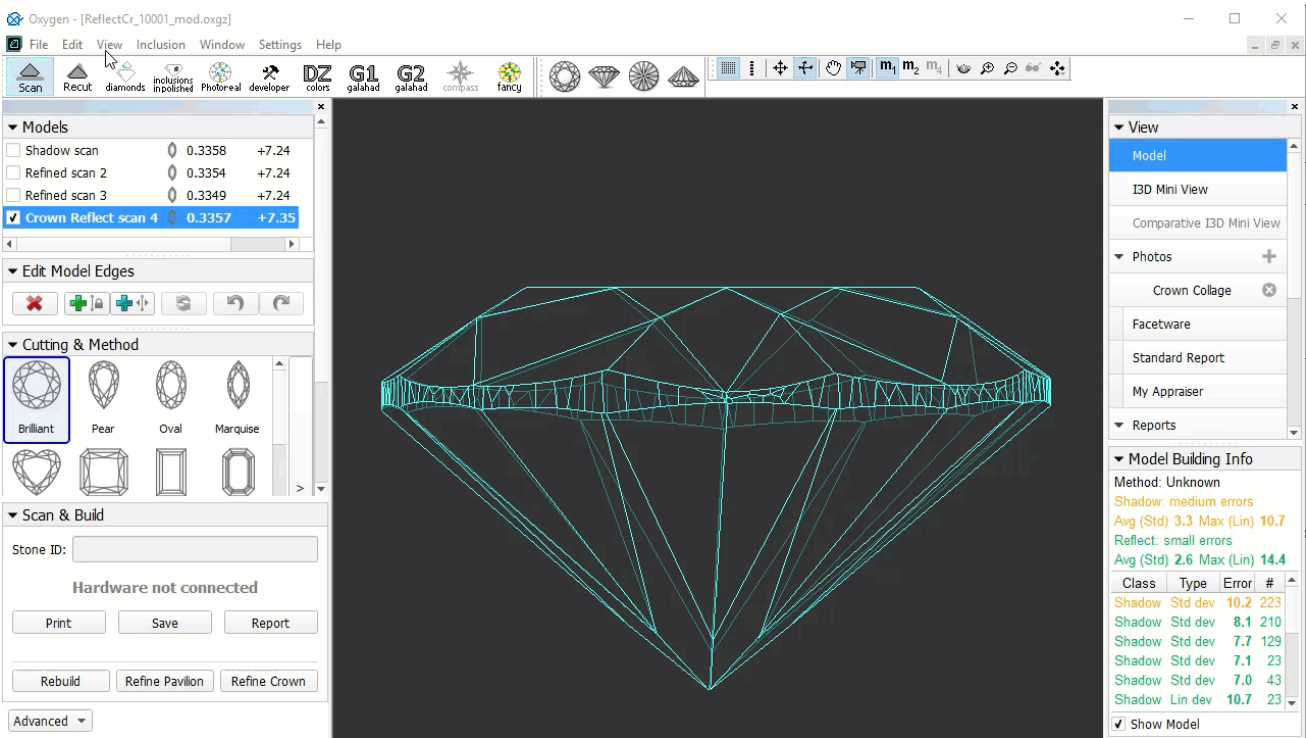 Oxygen - [ReflectCr_10001_mod.oxgz]
File Edit View Inclusion Window Settings Help
Scan Recut diamonds inclusions in polished Photoreal developer DZ colors G1 galahad G2 galahad compass fancy m1 m2 m4
Models
Shadow scan 0.3358 +7.24
Refined scan 2 0.3354 +7.24
Refined scan 3 0.3349 +7.24
Crown Reflect scan 4 0.3357 +7.35
Edit Model Edges
Cutting & Method
Brilliant Pear Oval Marquise
>
Scan & Build
Stone ID:
Hardware not connected
Print Save Report
Rebuild Refine Pavilion Refine Crown
Advanced
View
Model
I3D Mini View
Comparative I3D Mini View
Photos
Crown Collage
Facetware
Standard Report
My Appraiser
Reports
Model Building Info
Method: Unknown
Shadow: medium errors
Avg (Std) 3.3 Max (Lin) 10.7
Reflect: small errors
Avg (Std) 2.6 Max (Lin) 14.4
Class Type Error #
Shadow Std dev 10.2 223
Shadow Std dev 8.1 210
Shadow Std dev 7.7 129
Shadow Std dev 7.1 23
Shadow Std dev 7.0 43
Shadow Lin dev 10.7 23
Show Model